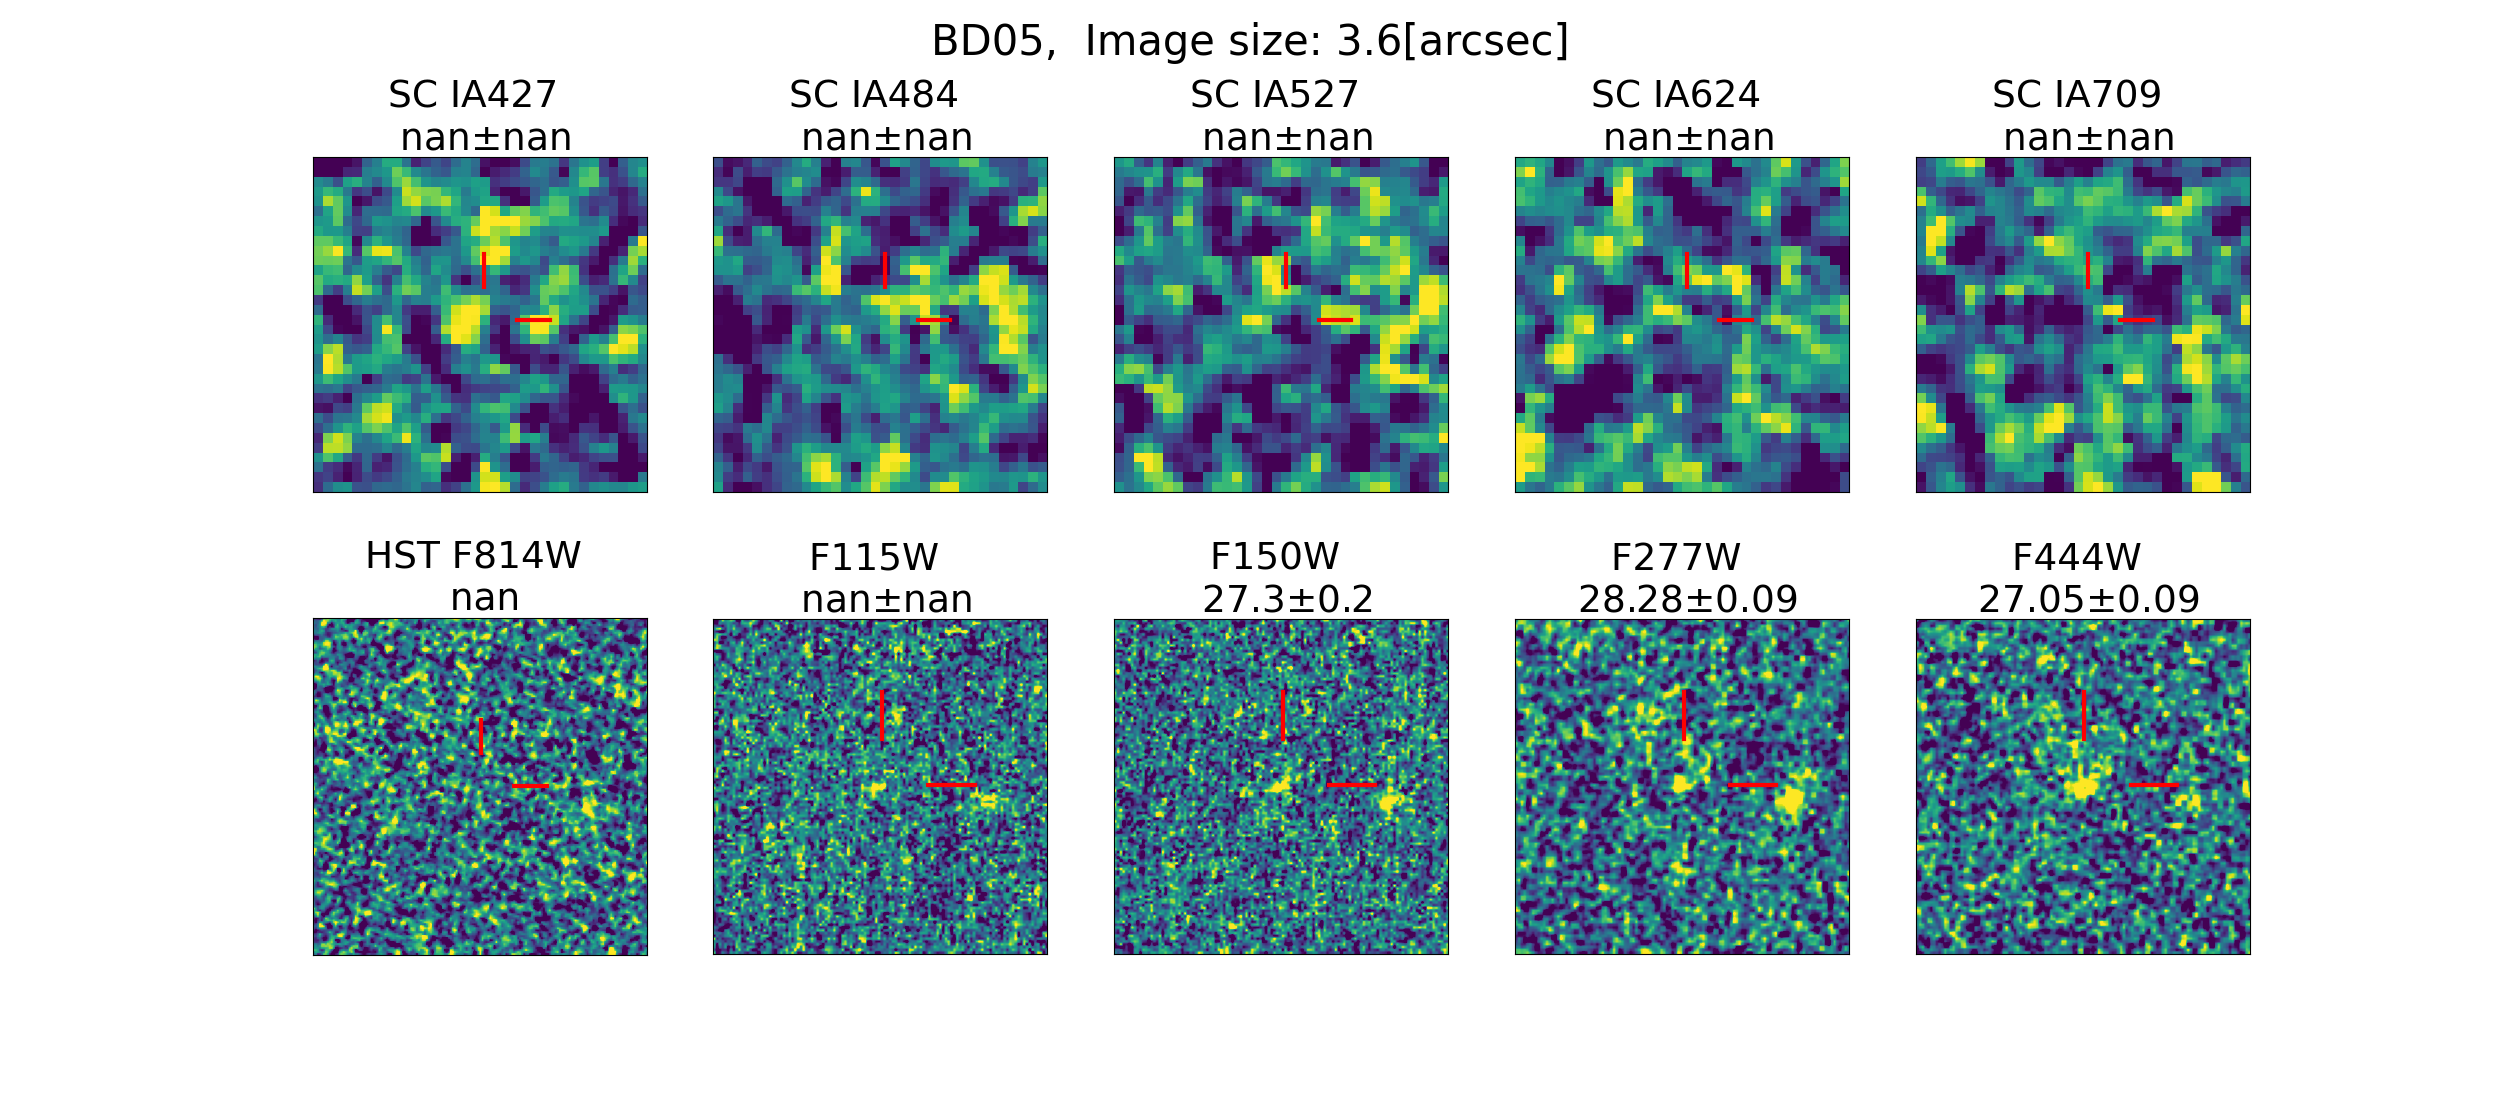 BD05,  Image size: 3.6[arcsec]
SC IA427
nan±nan
SC IA484
nan±nan
SC IA527
nan±nan
SC IA624
nan±nan
SC IA709
nan±nan
HST F814W
nan
F115W
nan±nan
F150W
27.3±0.2
F277W
28.28±0.09
F444W
27.05±0.09